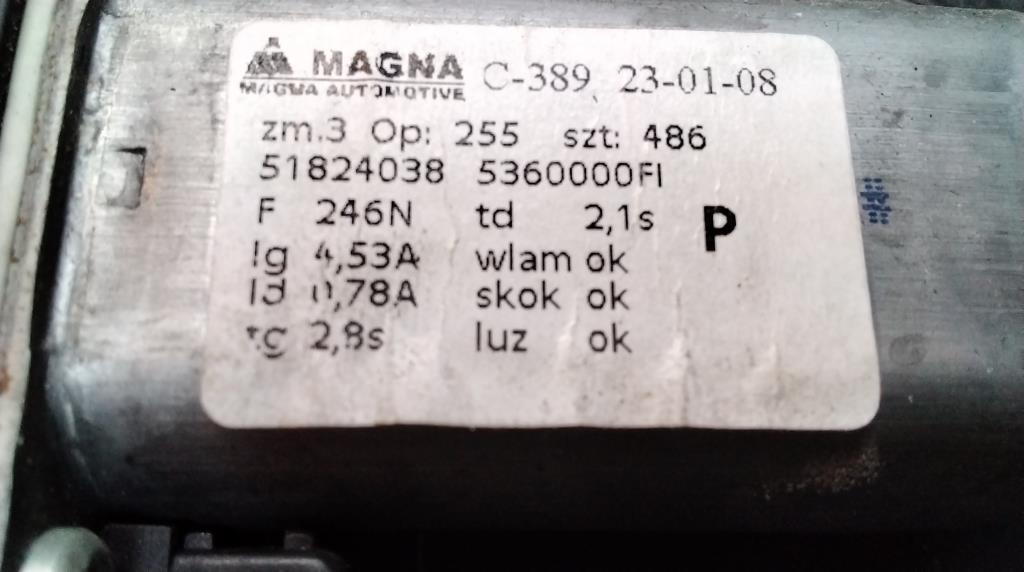 MAGNA C-389, 23-01-08
MAGNA AUTOMOTIVE
zm.3 Op: 255 szt: 486
51824038 5360000FI
F 246N td 2,1s P
Ig 4,53A wlam ok
Id 0,78A skok ok
tg 2,8s luz ok